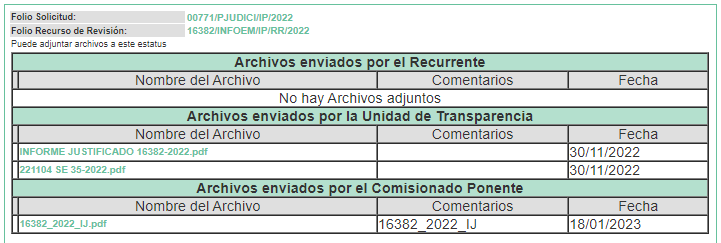 Folio Solicitud: 00771/PJUDICI/IP/2022
Folio Recurso de Revisión: 16382/INFOEM/IP/RR/2022
Puede adjuntar archivos a este estatus
Archivos enviados por el Recurrente
Nombre del Archivo Comentarios Fecha
No hay Archivos adjuntos
Archivos enviados por la Unidad de Transparencia
Nombre del Archivo Comentarios Fecha
INFORME JUSTIFICADO 16382-2022.pdf 30/11/2022
221104 SE 35-2022.pdf 30/11/2022
Archivos enviados por el Comisionado Ponente
Nombre del Archivo Comentarios Fecha
16382_2022_IJ.pdf 16382_2022_IJ 18/01/2023